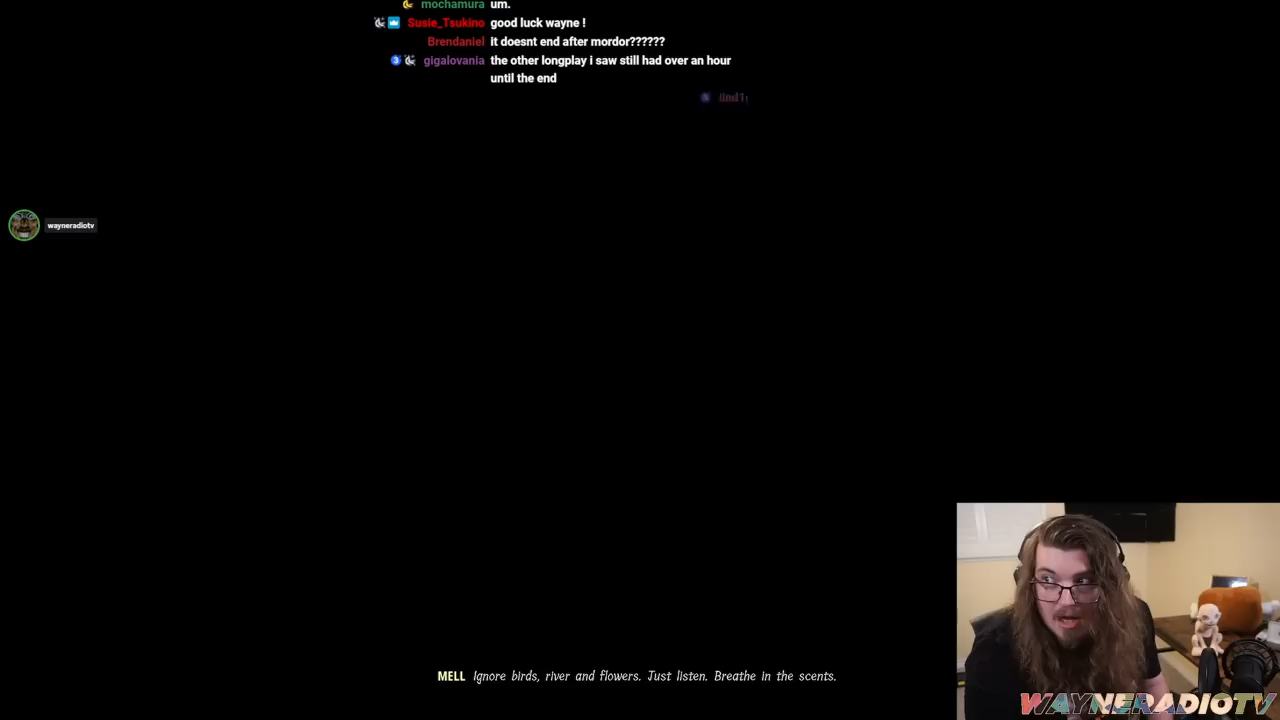 mochamura um.
Susie_Tsukino good luck wayne !
Brendaniel it doesnt end after mordor??????
3 gigalovania the other longplay i saw still had over an hour
until the end
wayneradiotv
MELL Ignore birds, river and flowers. Just listen. Breathe in the scents.
WAYNERADIOTV